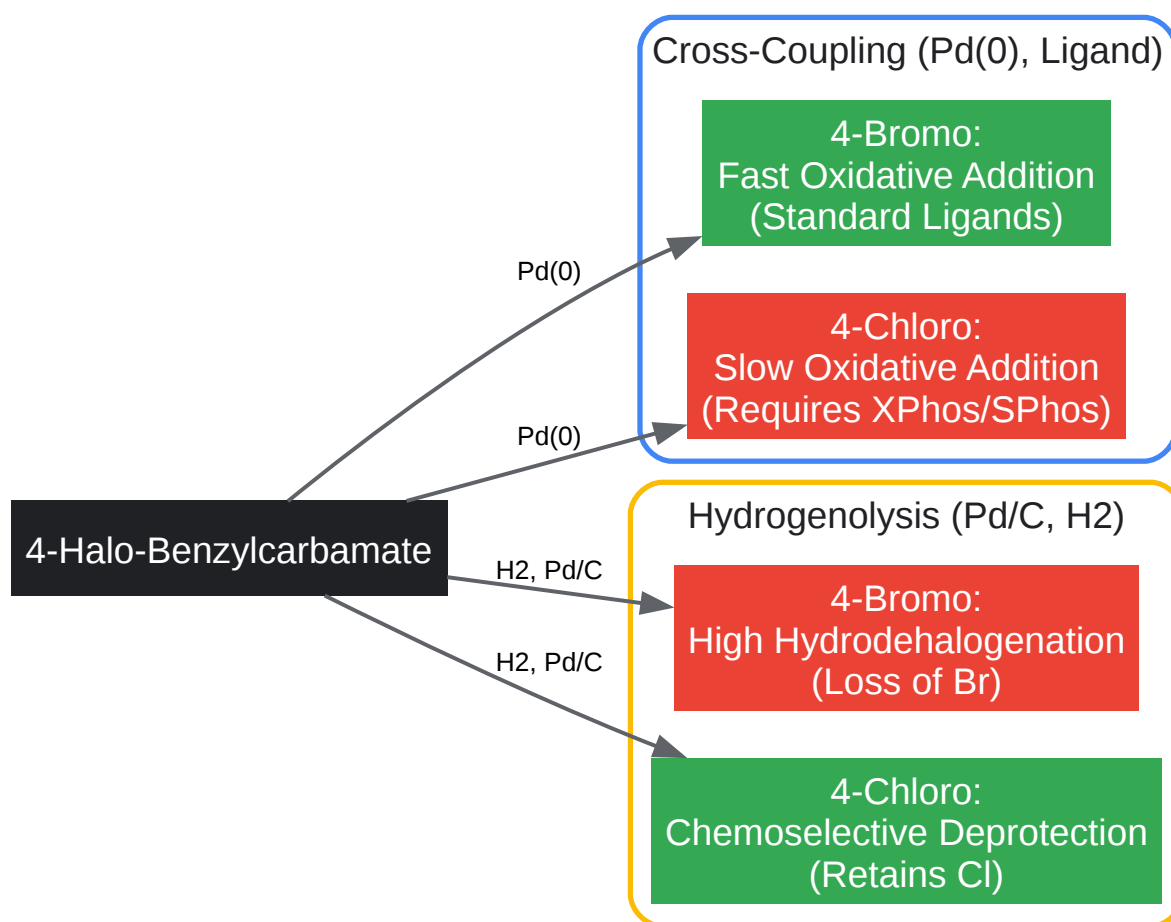 Cross-Coupling (Pd(0), Ligand)
4-Bromo:
Fast Oxidative Addition
(Standard Ligands)
Pd(0)
4-Chloro:
Slow Oxidative Addition
(Requires XPhos/SPhos)
Pd(0)
4-Halo-Benzylcarbamate
Hydrogenolysis (Pd/C, H2)
H2, Pd/C
4-Bromo:
High Hydrodehalogenation
(Loss of Br)
H2, Pd/C
4-Chloro:
Chemoselective Deprotection
(Retains Cl)